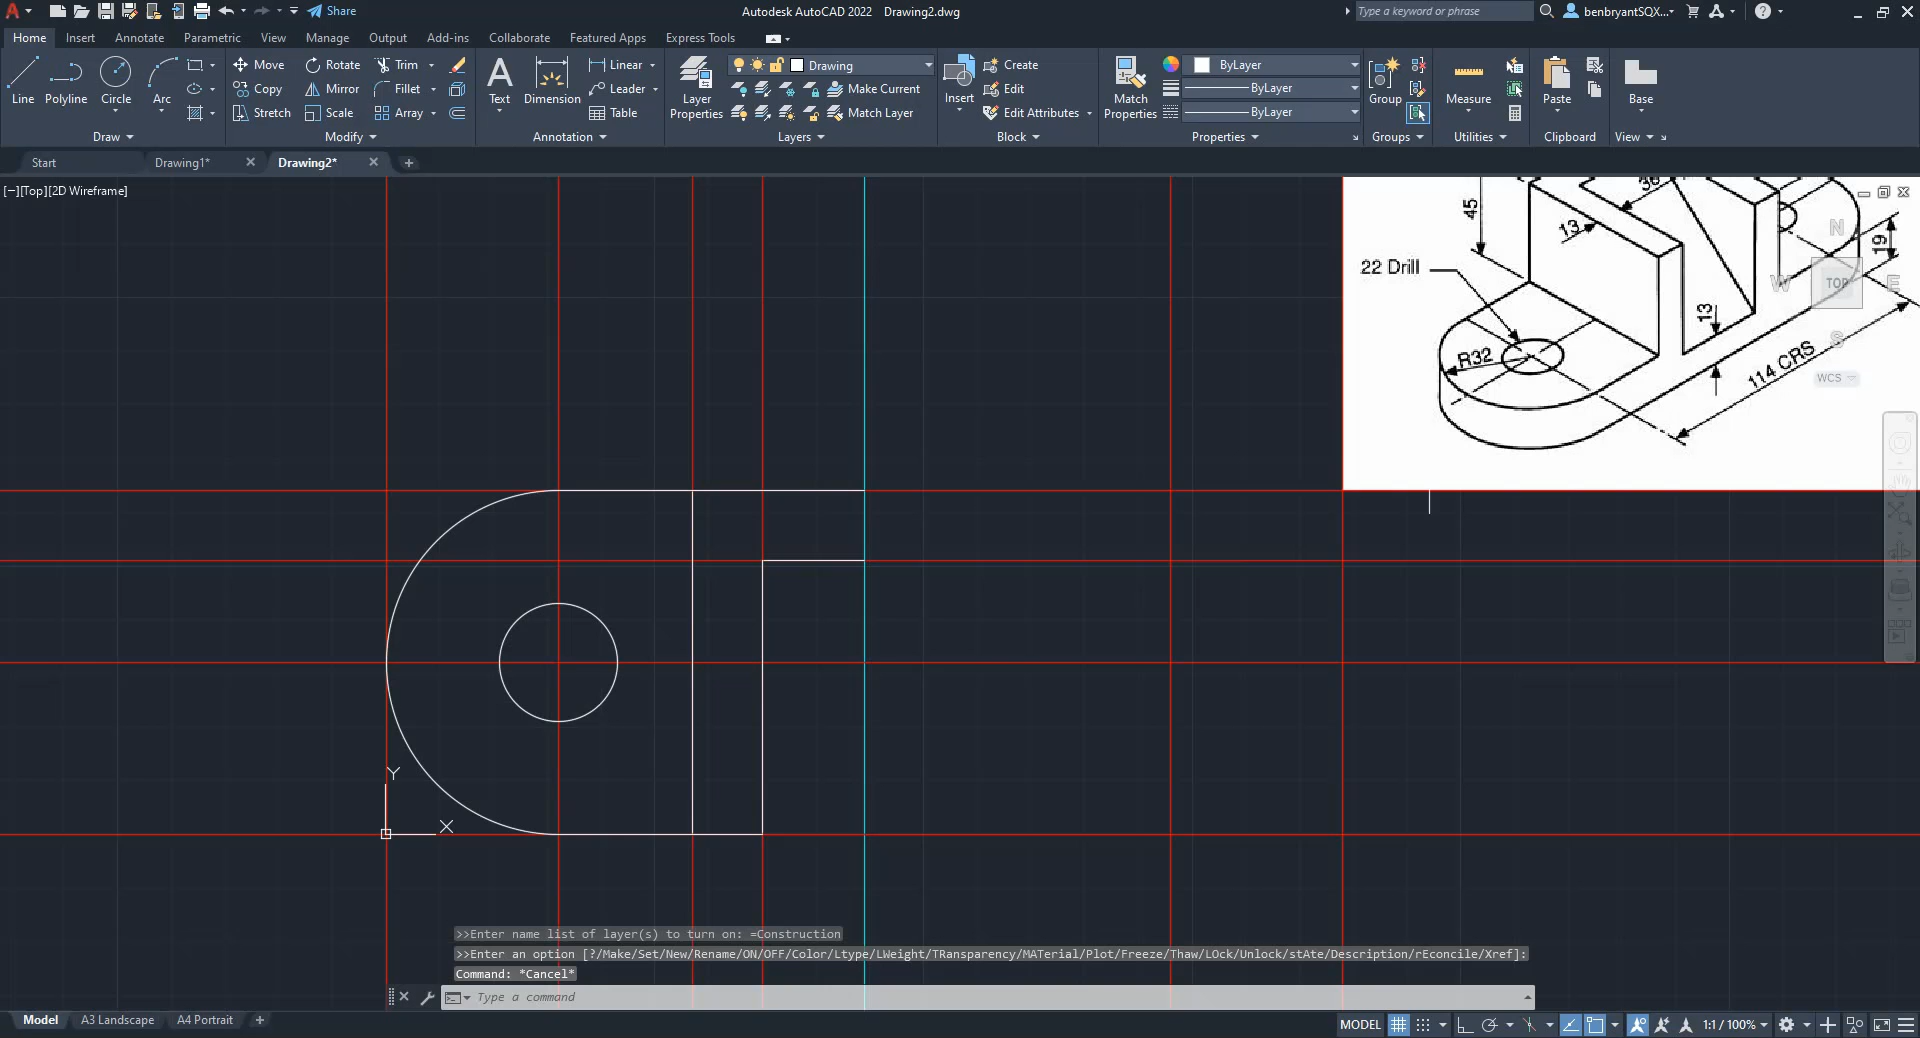 Share
Autodesk AutoCAD 2022 Drawing2.dwg
Type a keyword or phrase
benbryantSQX...
Home Insert Annotate Parametric View Manage Output Add-ins Collaborate Featured Apps Express Tools
Line Polyline Circle Arc
Move Rotate Trim
Copy Mirror Fillet
Stretch Scale Array
Text Dimension
Linear
Leader
Table
Layer Properties
Drawing
Make Current
Match Layer
Insert
Create
Edit
Edit Attributes
Match Properties
ByLayer
ByLayer
ByLayer
Group
Measure
Paste
Base
Draw Modify Annotation Layers Block Properties Groups Utilities Clipboard View
Start Drawing1* Drawing2*
[−][Top][2D Wireframe]
45
38
13
22 Drill
19
13
R32
114 CRS
N
W TOP E
S
WCS
Y
X
>>Enter name list of layer(s) to turn on: =Construction
>>Enter an option [?/Make/Set/New/Rename/ON/OFF/Color/Ltype/LWeight/TRansparency/MATerial/Plot/Freeze/Thaw/LOck/Unlock/stAte/Description/rEconcile/Xref]:
Command: *Cancel*
Type a command
Model A3 Landscape A4 Portrait
MODEL 1:1 / 100%